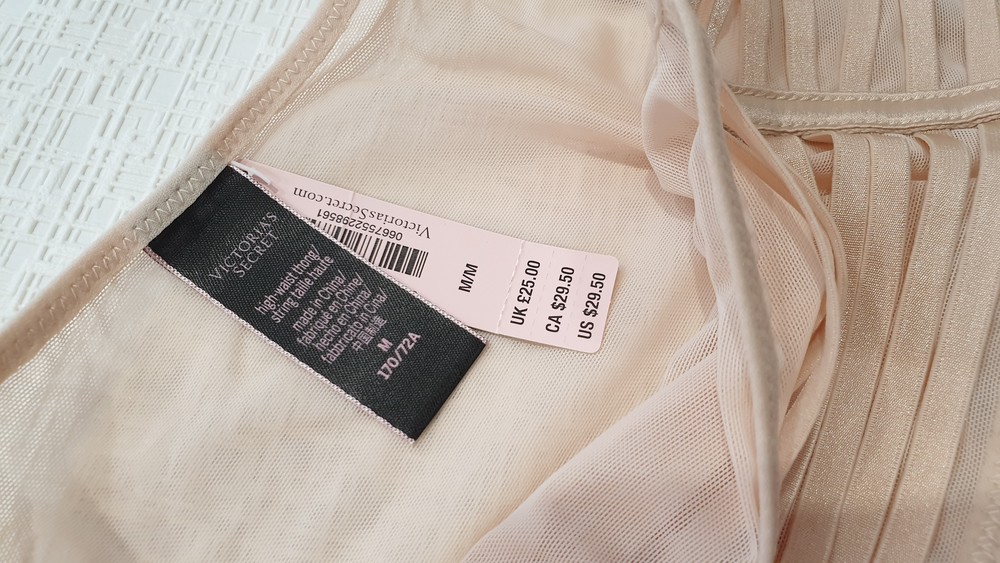 VICTORIA'S
SECRET
high-waist thong/
string taille haute
made in China/
fabriqué en Chine/
hecho en China/
fabricato in Cina/
中国制造
M
170/72A
VictoriasSecret.com
0667552298561
M/M
UK £25.00
CA $29.50
US $29.50